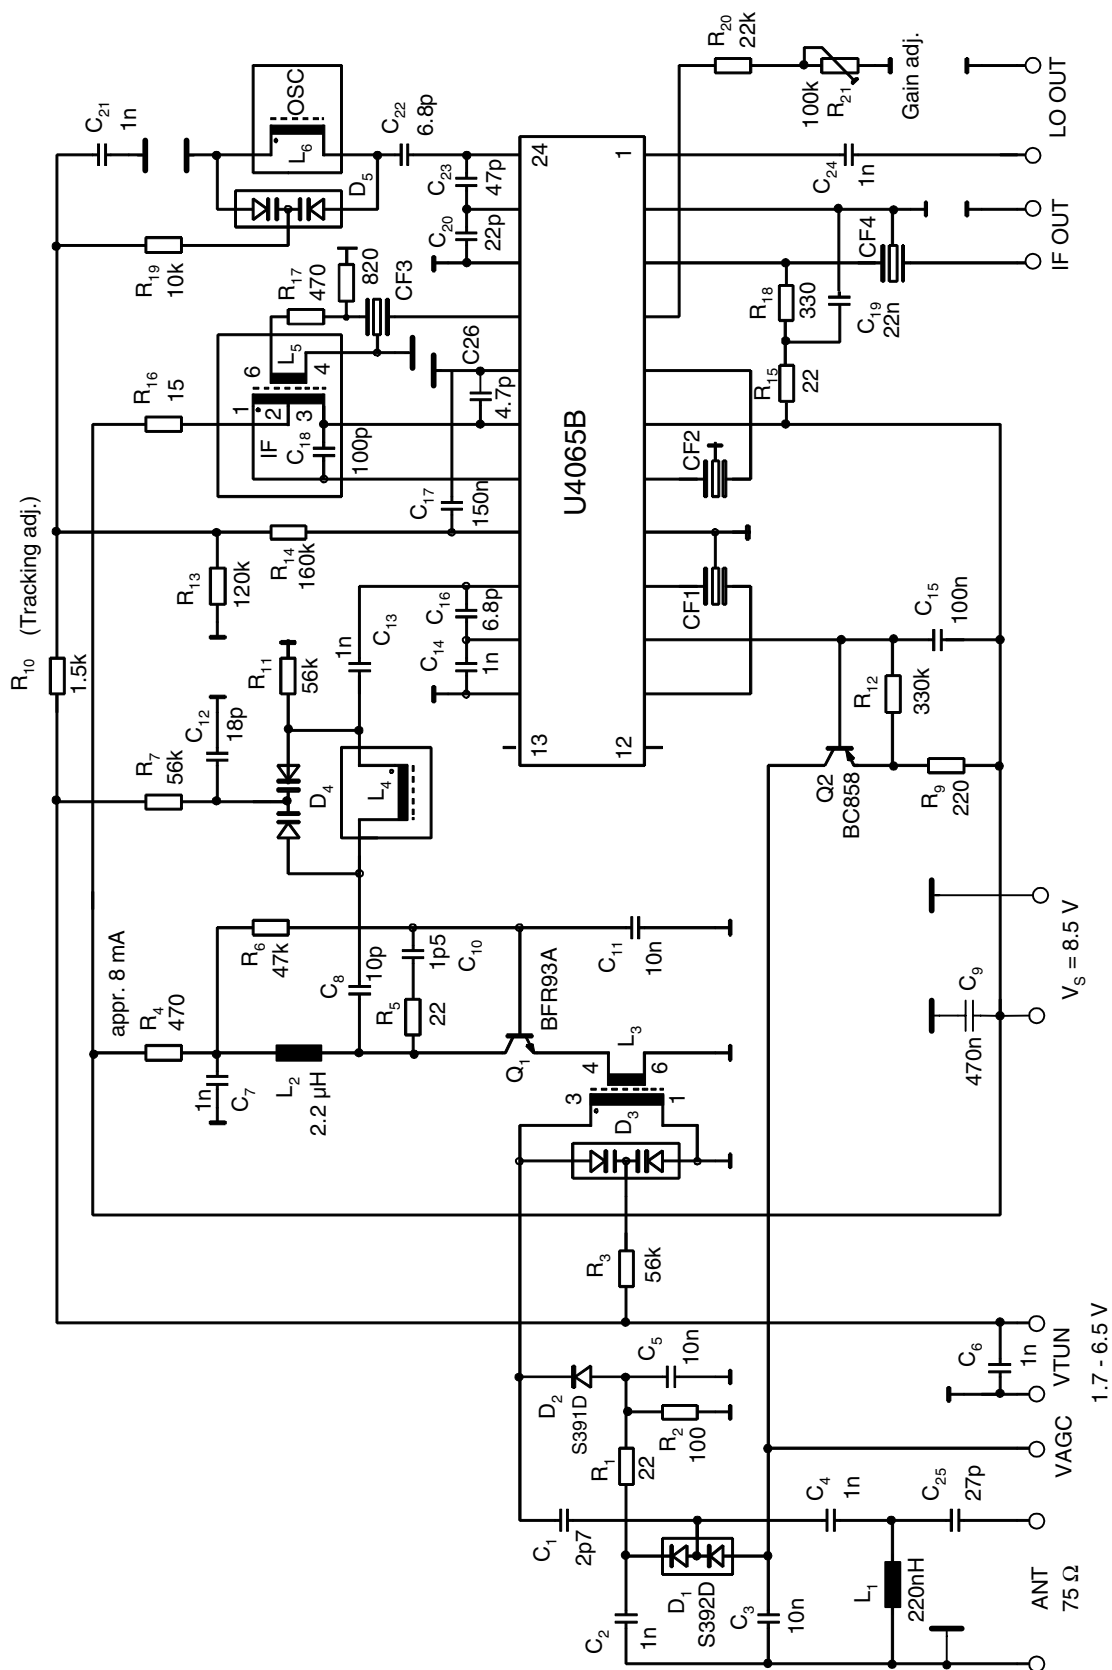 R10 (Tracking adj.)
1.5k
C21
1n
OSC
L6
C22
6.8p
D5
R19
10k
R17
470
820
CF3
C23
47p
C20
22p
R16
15
6
L5
4
1
2
3
IF
C18
100p
C26
4.7p
C17
150n
R13
120k
R14
160k
R11
56k
1n
C13
C16
6.8p
C14
1n
C12
18p
R7
56k
D4
L4
appr. 8 mA
R4
470
R6
47k
1n
C7
L2
2.2 µH
C8
10p
R5
22
1p5
C10
Q1
BFR93A
C11
10n
L3
4
6
3
1
D3
R3
56k
24
1
U4065B
13
12
R20
22k
100k
R21
Gain adj.
LO OUT
C24
1n
IF OUT
CF4
R18
330
C19
22n
R15
22
CF2
CF1
C15
100n
R12
330k
Q2
BC858
R9
220
470n
C9
VS = 8.5 V
D2
S391D
C5
10n
R1
22
R2
100
C6
1n
VTUN
1.7 - 6.5 V
VAGC
C1
2p7
C2
1n
D1
S392D
C3
10n
C4
1n
C25
27p
L1
220nH
ANT
75 Ω